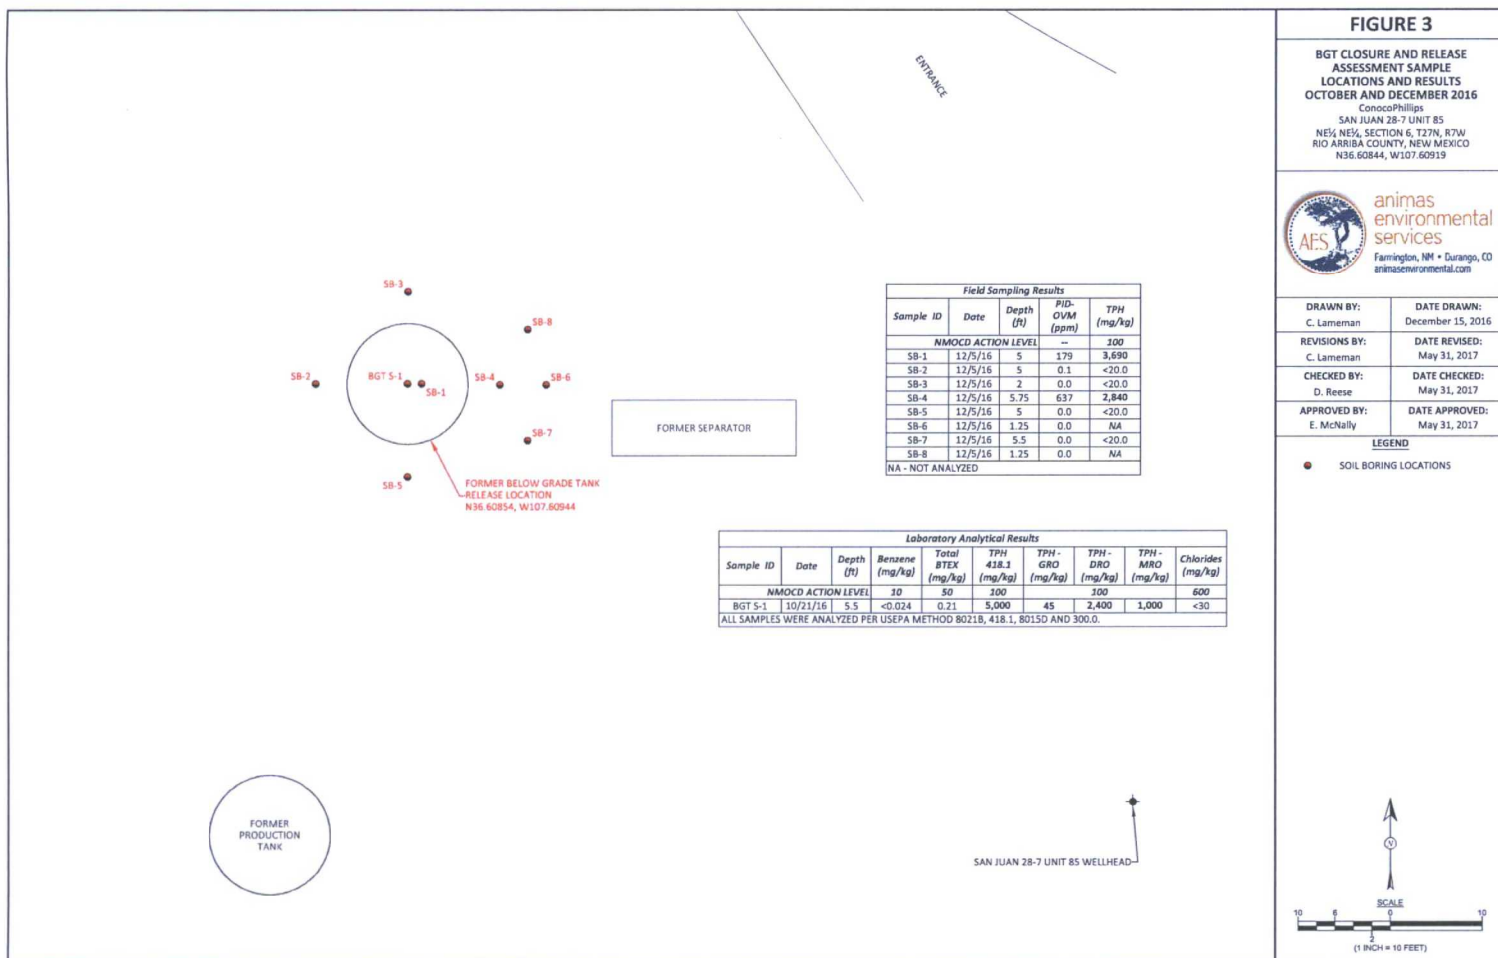 ENTRANCE
SB-3
SB-8
SB-2
BGT S-1
SB-1
SB-4
SB-6
SB-7
SB-5
FORMER SEPARATOR
FORMER BELOW GRADE TANK
RELEASE LOCATION
N36.60854, W107.60944
Field Sampling Results
Sample ID Date Depth (ft) PID-OVM (ppm) TPH (mg/kg)
NMOCD ACTION LEVEL -- 100
SB-1 12/5/16 5 179 3,690
SB-2 12/5/16 5 0.1 <20.0
SB-3 12/5/16 2 0.0 <20.0
SB-4 12/5/16 5.75 637 2,840
SB-5 12/5/16 5 0.0 <20.0
SB-6 12/5/16 1.25 0.0 NA
SB-7 12/5/16 5.5 0.0 <20.0
SB-8 12/5/16 1.25 0.0 NA
NA - NOT ANALYZED
Laboratory Analytical Results
Sample ID Date Depth (ft) Benzene (mg/kg) Total BTEX (mg/kg) TPH 418.1 (mg/kg) TPH - GRO (mg/kg) TPH - DRO (mg/kg) TPH - MRO (mg/kg) Chlorides (mg/kg)
NMOCD ACTION LEVEL 10 50 100 100 600
BGT S-1 10/21/16 5.5 <0.024 0.21 5,000 45 2,400 1,000 <30
ALL SAMPLES WERE ANALYZED PER USEPA METHOD 8021B, 418.1, 8015D AND 300.0.
FORMER
PRODUCTION
TANK
SAN JUAN 28-7 UNIT 85 WELLHEAD
FIGURE 3
BGT CLOSURE AND RELEASE
ASSESSMENT SAMPLE
LOCATIONS AND RESULTS
OCTOBER AND DECEMBER 2016
ConocoPhillips
SAN JUAN 28-7 UNIT 85
NE¼ NE¼, SECTION 6, T27N, R7W
RIO ARRIBA COUNTY, NEW MEXICO
N36.60844, W107.60919
AES
animas
environmental
services
Farmington, NM • Durango, CO
animasenvironmental.com
DRAWN BY: DATE DRAWN:
C. Lameman December 15, 2016
REVISIONS BY: DATE REVISED:
C. Lameman May 31, 2017
CHECKED BY: DATE CHECKED:
D. Reese May 31, 2017
APPROVED BY: DATE APPROVED:
E. McNally May 31, 2017
LEGEND
SOIL BORING LOCATIONS
N
SCALE
10 6 0 10
2
(1 INCH = 10 FEET)